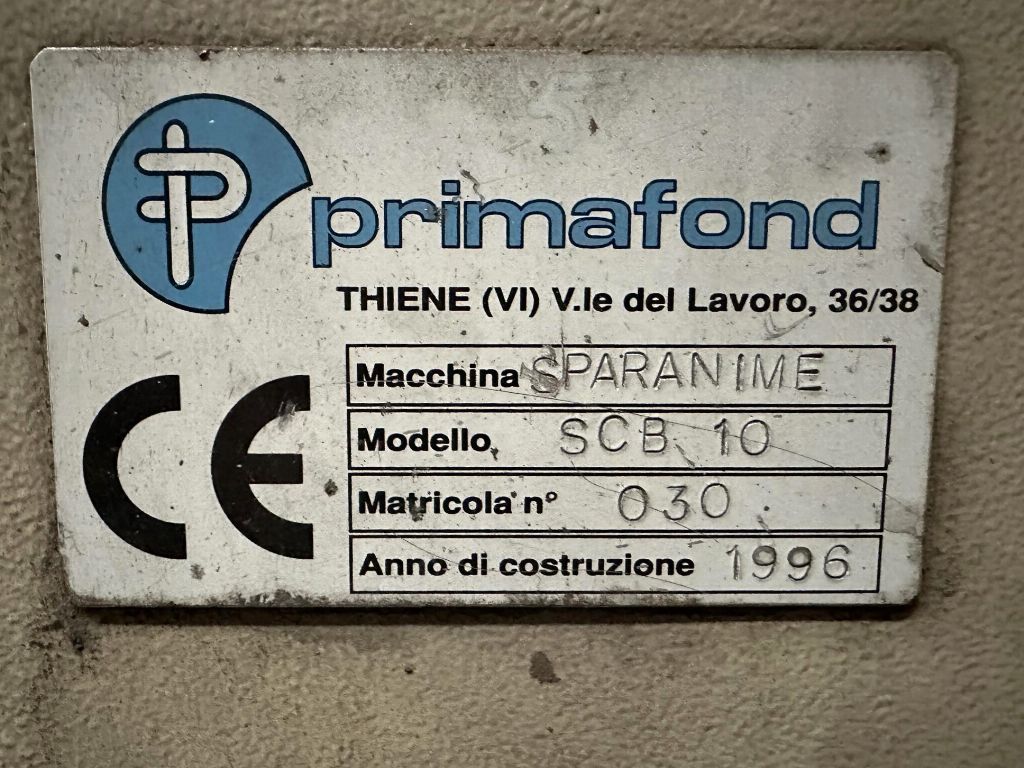 primafond
THIENE (VI) V.le del Lavoro, 36/38
Macchina SPARANIME
Modello SCB 10
Matricola n° 030
Anno di costruzione 1996
CE